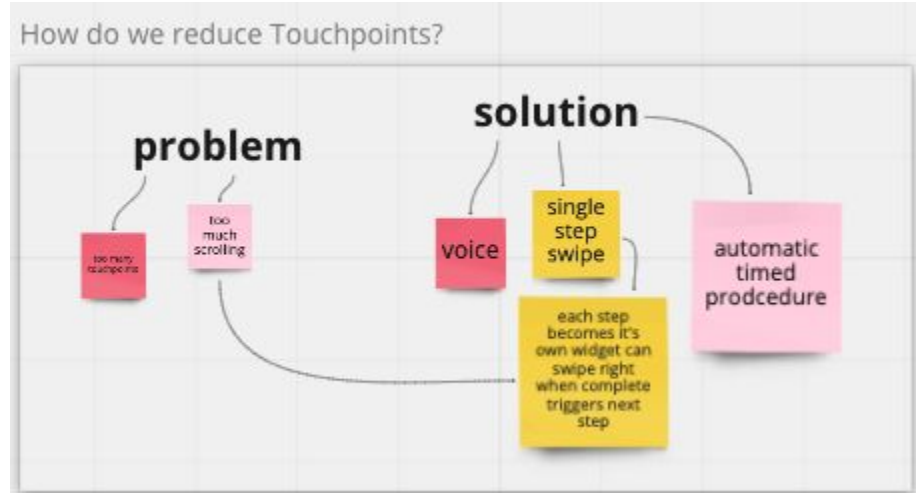 How do we reduce Touchpoints?
problem
too many
touchpoints
too
much
scrolling
solution
voice
single
step
swipe
each step
becomes it's
own widget can
swipe right
when complete
triggers next
step
automatic
timed
prodcedure